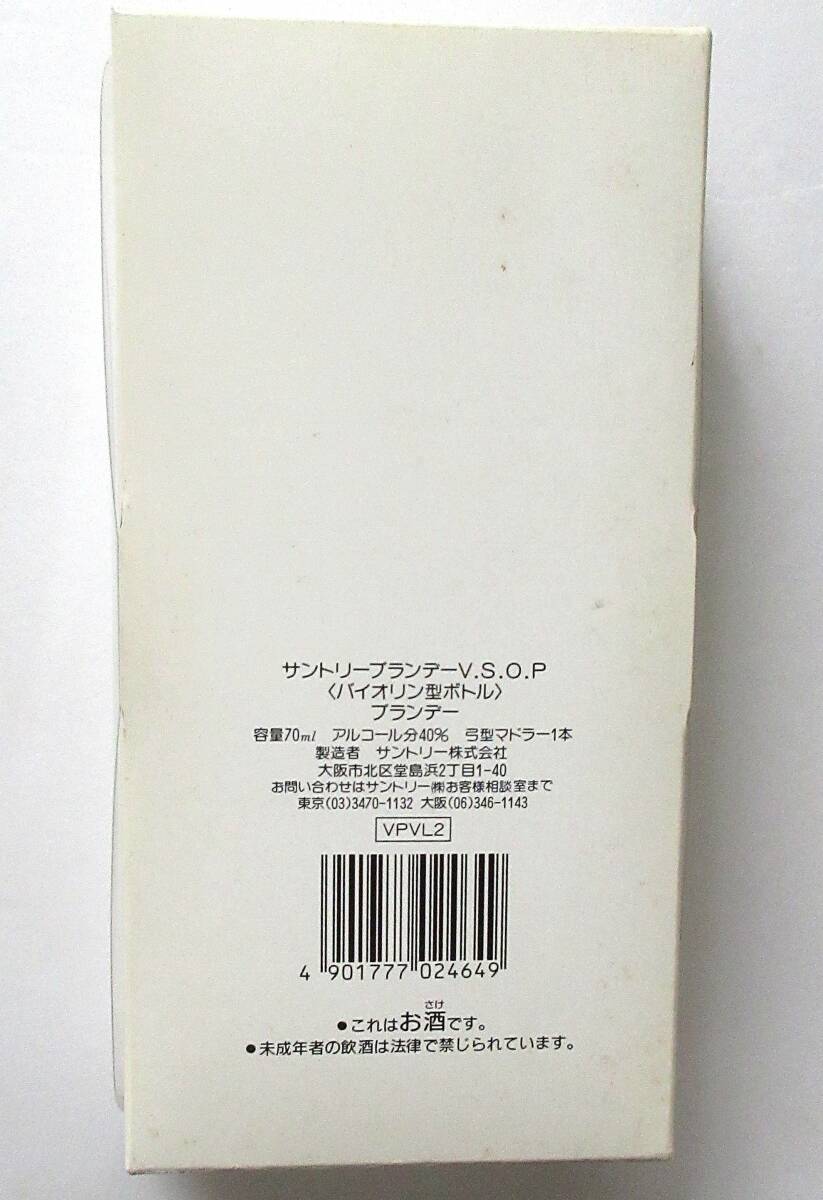 サントリーブランデーV.S.O.P
〈バイオリン型ボトル〉
ブランデー
容量70ml アルコール分40% 弓型マドラー1本
製造者 サントリー株式会社
大阪市北区堂島浜2丁目1-40
お問い合わせはサントリー㈱お客様相談室まで
東京(03)3470-1132 大阪(06)346-1143
VPVL2
4 901777 024649
さけ
●これはお酒です。
●未成年者の飲酒は法律で禁じられています。